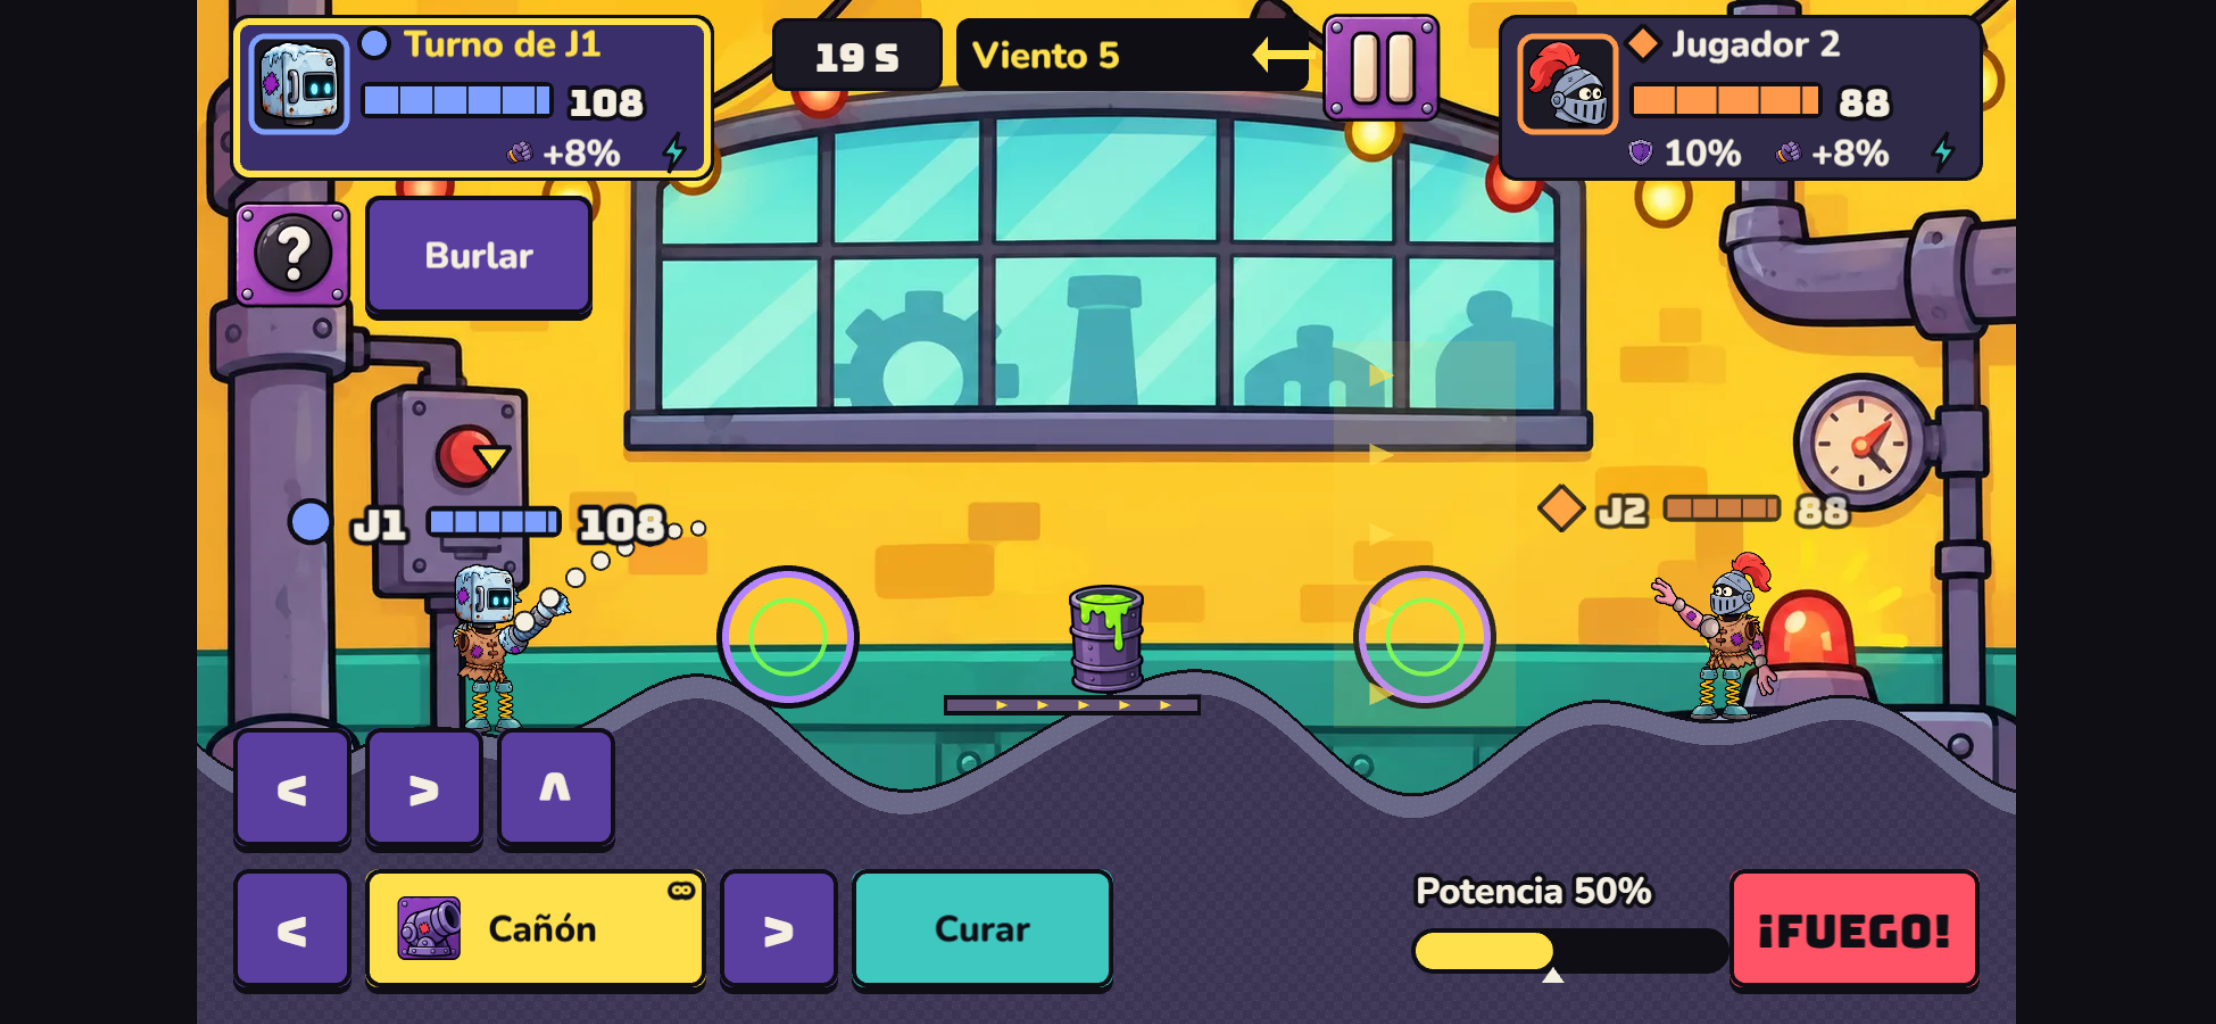 Turno de J1
108
+8%
19 S
Viento 5
Jugador 2
88
10% +8%
?
Burlar
J1 108
J2 88
< > ^
<
Cañón
∞
>
Curar
Potencia 50%
¡FUEGO!